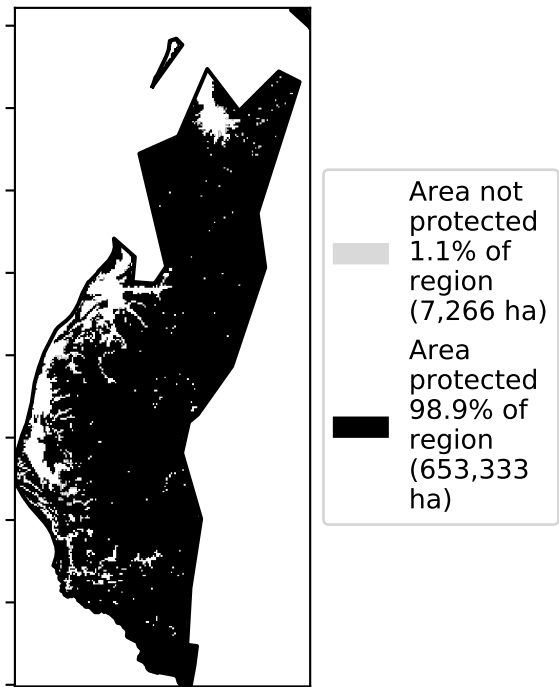 Area not
protected
1.1% of
region
(7,266 ha)
Area
protected
98.9% of
region
(653,333
ha)